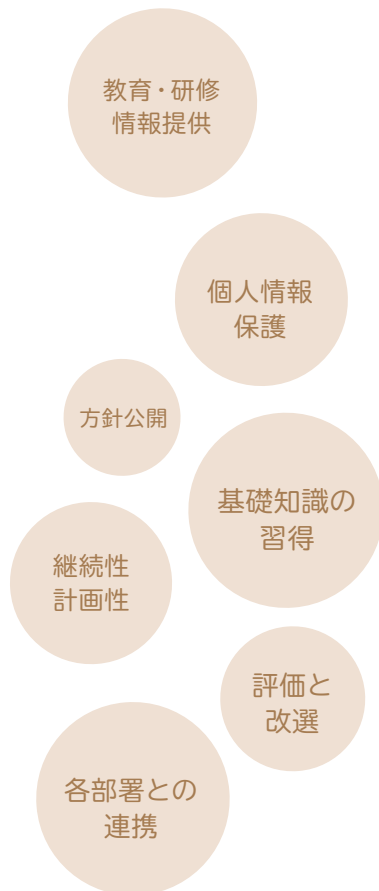 教育・研修
情報提供
個人情報
保護
方針公開
基礎知識の
習得
継続性
計画性
評価と
改選
各部署との
連携